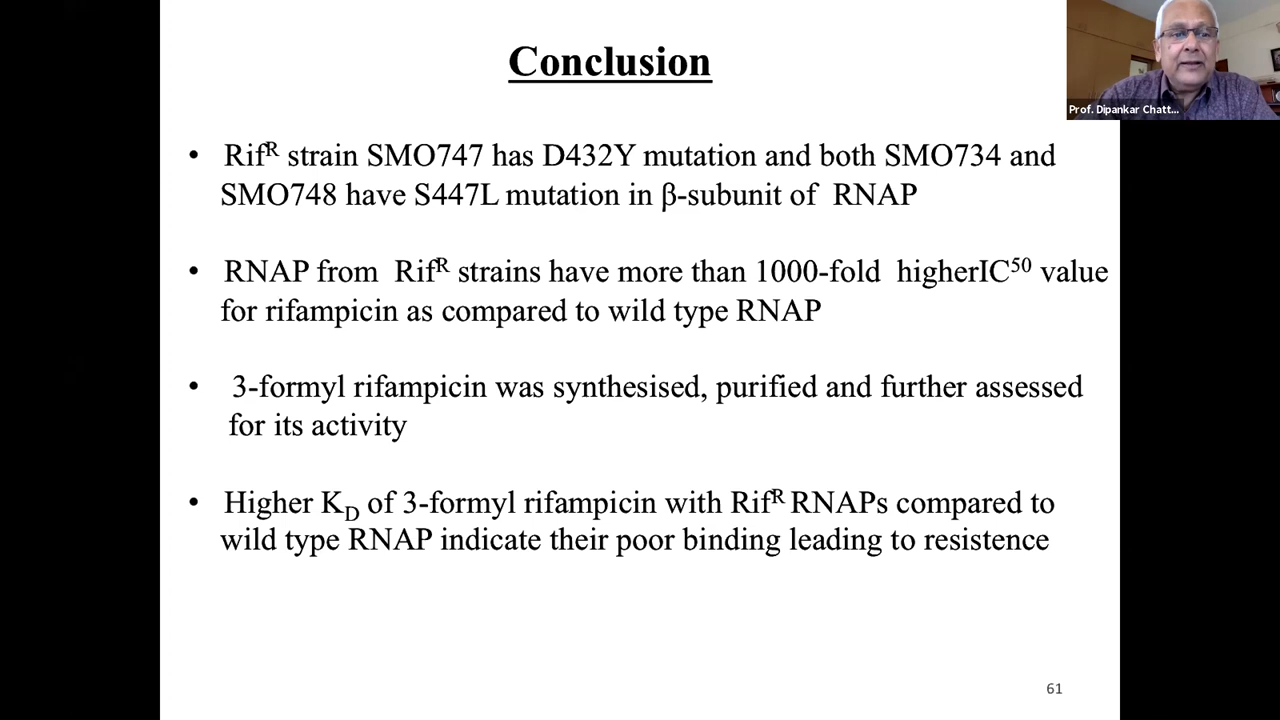 Conclusion
Prof. Dipankar Chatt...
• Rifᴿ strain SMO747 has D432Y mutation and both SMO734 and
SMO748 have S447L mutation in β-subunit of RNAP
• RNAP from Rifᴿ strains have more than 1000-fold higherIC⁵⁰ value
for rifampicin as compared to wild type RNAP
• 3-formyl rifampicin was synthesised, purified and further assessed
for its activity
• Higher K_D of 3-formyl rifampicin with Rifᴿ RNAPs compared to
wild type RNAP indicate their poor binding leading to resistence
61